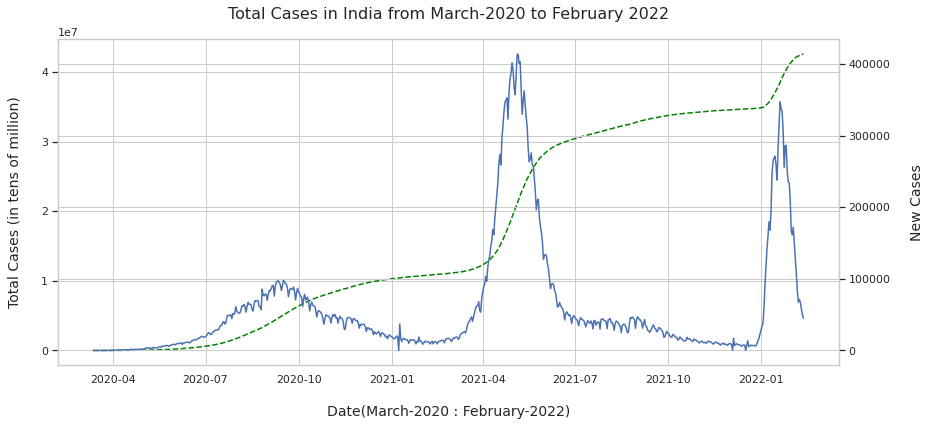 Total Cases in India from March-2020 to February 2022
1e7
Total Cases (in tens of million)
4
3
2
1
0
400000
300000
200000
100000
0
New Cases
2020-04 2020-07 2020-10 2021-01 2021-04 2021-07 2021-10 2022-01
Date(March-2020 : February-2022)